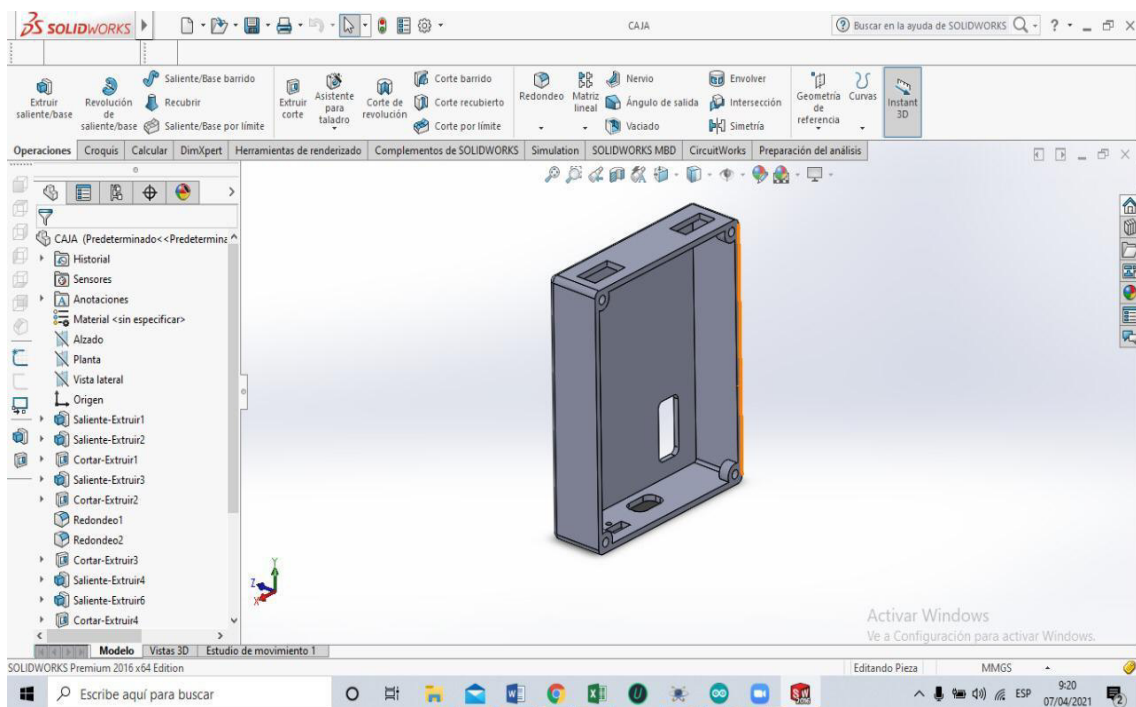 SOLIDWORKS
CAJA
Buscar en la ayuda de SOLIDWORKS
Extruir saliente/base
Revolución de saliente/base
Saliente/Base barrido
Recubrir
Saliente/Base por límite
Extruir corte
Asistente para taladro
Corte de revolución
Corte barrido
Corte recubierto
Corte por límite
Redondeo
Matriz lineal
Nervio
Ángulo de salida
Vaciado
Envolver
Intersección
Simetría
Geometría de referencia
Curvas
Instant 3D
Operaciones Croquis Calcular DimXpert Herramientas de renderizado Complementos de SOLIDWORKS Simulation SOLIDWORKS MBD CircuitWorks Preparación del análisis
CAJA (Predeterminado<<Predetermina
Historial
Sensores
Anotaciones
Material <sin especificar>
Alzado
Planta
Vista lateral
Origen
Saliente-Extruir1
Saliente-Extruir2
Cortar-Extruir1
Saliente-Extruir3
Cortar-Extruir2
Redondeo1
Redondeo2
Cortar-Extruir3
Saliente-Extruir4
Saliente-Extruir6
Cortar-Extruir4
Y
Z
X
Activar Windows
Ve a Configuración para activar Windows.
Modelo Vistas 3D Estudio de movimiento 1
SOLIDWORKS Premium 2016 x64 Edition
Editando Pieza
MMGS
Escribe aquí para buscar
ESP
9:20
07/04/2021
2